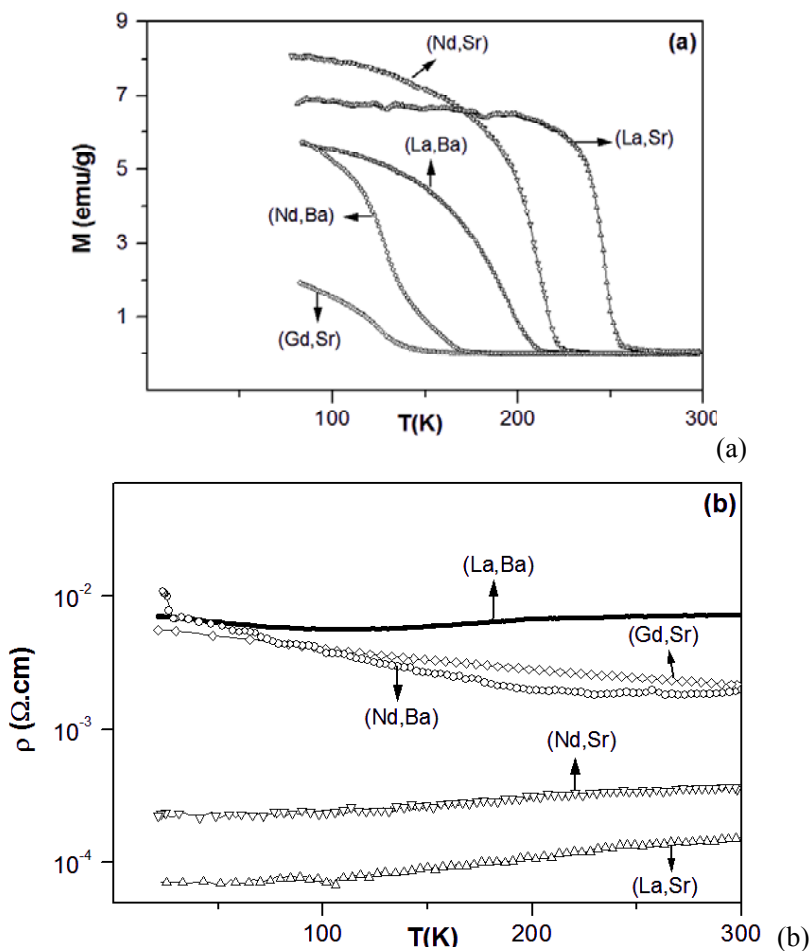 (a)
9
7
5
3
1
M (emu/g)
(Nd,Sr)
(La,Sr)
(La,Ba)
(Nd,Ba)
(Gd,Sr)
100
200
300
T(K)
(a)
(b)
10⁻²
10⁻³
10⁻⁴
ρ (Ω.cm)
(La,Ba)
(Gd,Sr)
(Nd,Ba)
(Nd,Sr)
(La,Sr)
100
200
300
T(K)
(b)